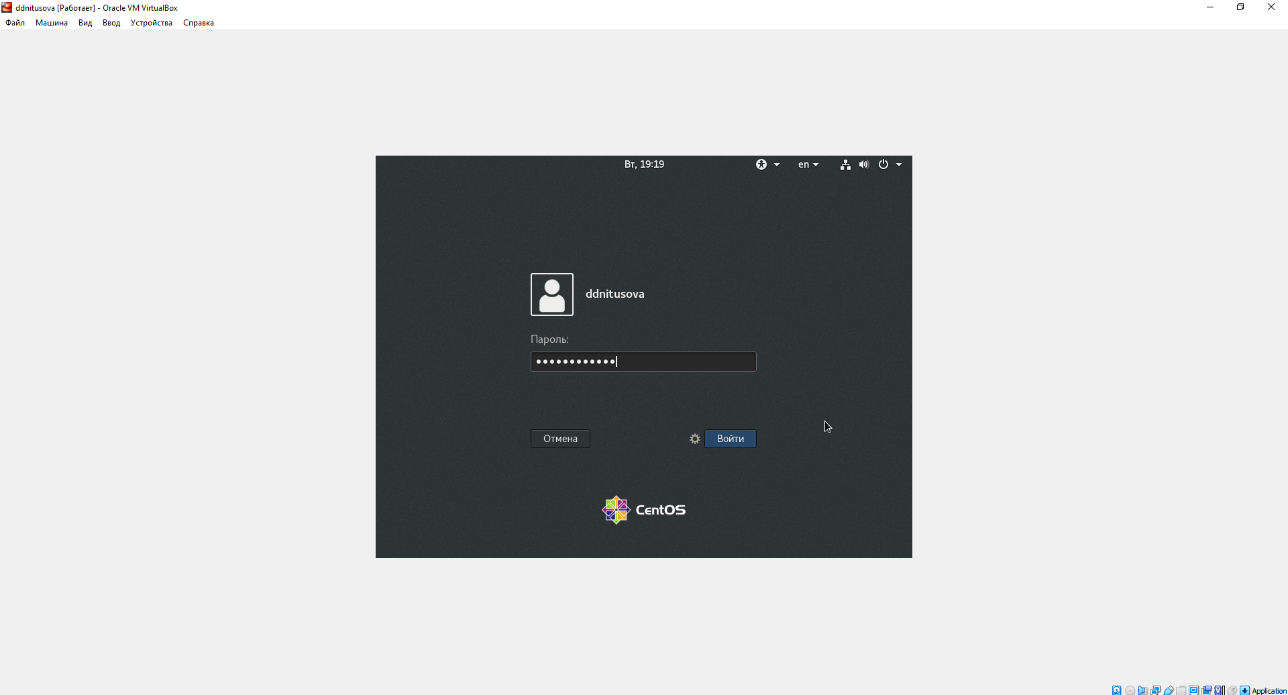 ddnitusova [Работает] - Oracle VM VirtualBox
Файл Машина Вид Ввод Устройства Справка
Вт, 19:19 en
ddnitusova
Пароль:
Отмена Войти
CentOS
Application